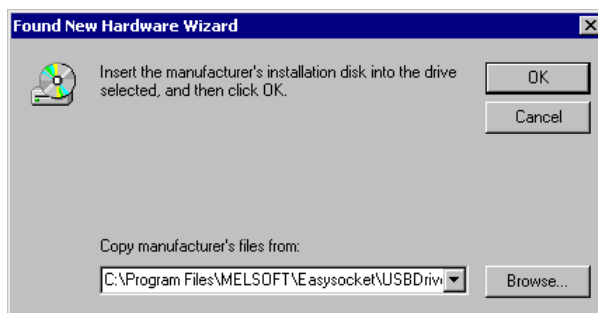 Found New Hardware Wizard
Insert the manufacturer's installation disk into the drive
selected, and then click OK.
OK
Cancel
Copy manufacturer's files from:
C:\Program Files\MELSOFT\Easysocket\USBDriv
Browse...